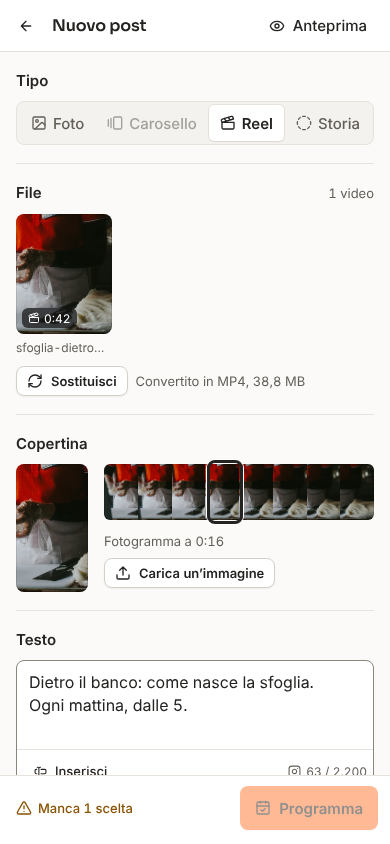 Nuovo post
Anteprima
Tipo
Foto
Carosello
Reel
Storia
File
1 video
0:42
sfoglia-dietro...
Sostituisci
Convertito in MP4, 38,8 MB
Copertina
Fotogramma a 0:16
Carica un’immagine
Testo
Dietro il banco: come nasce la sfoglia.
Ogni mattina, dalle 5.
Inserisci
63 / 2.200
Manca 1 scelta
Programma